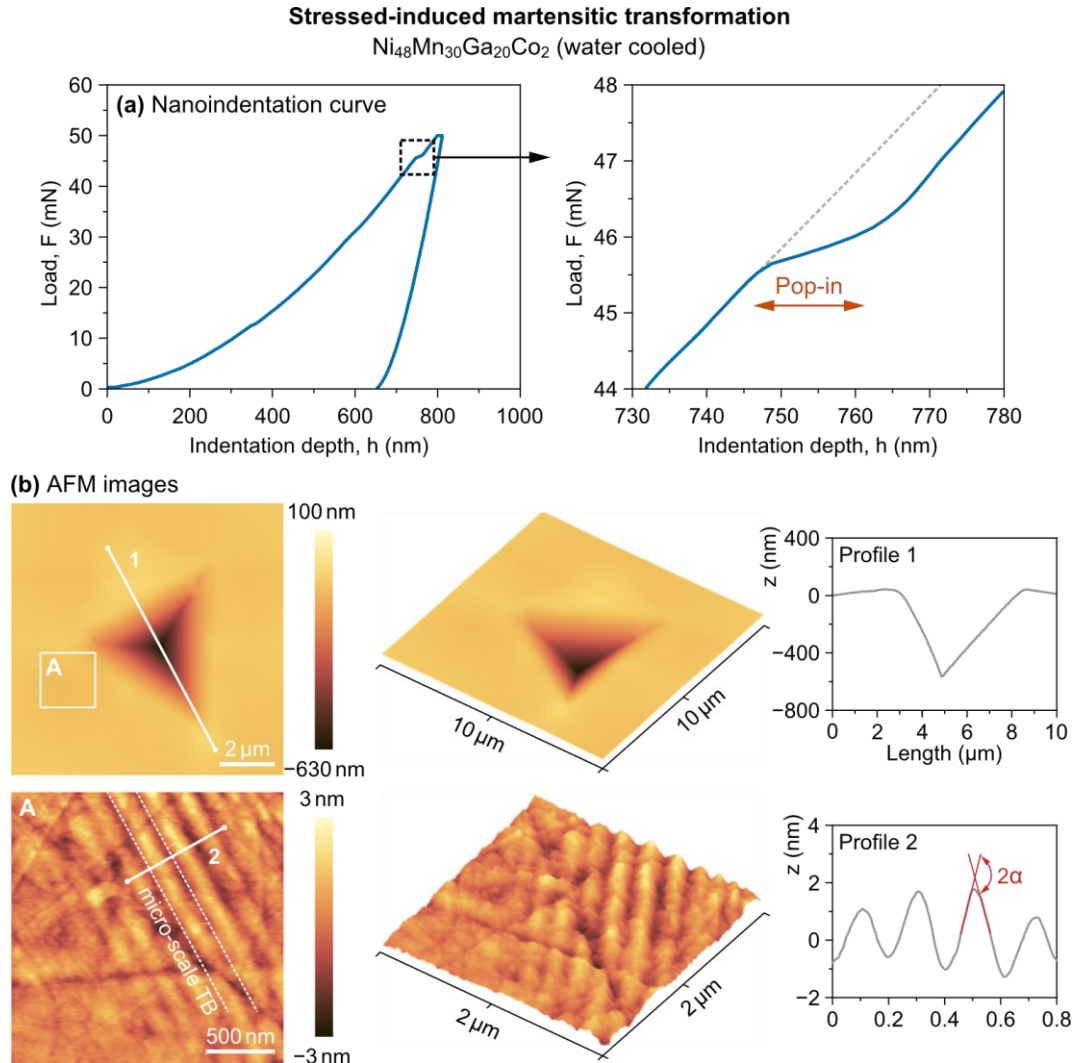 Stressed-induced martensitic transformation
Ni₄₈Mn₃₀Ga₂₀Co₂ (water cooled)
(a) Nanoindentation curve
60
50
40
30
20
10
0
Load, F (mN)
0 200 400 600 800 1000
Indentation depth, h (nm)
48
47
46
45
44
Load, F (mN)
Pop-in
730 740 750 760 770 780
Indentation depth, h (nm)
(b) AFM images
1
A
2 μm
100 nm
−630 nm
10 μm
10 μm
Profile 1
400
0
−400
−800
z (nm)
0 2 4 6 8 10
Length (μm)
A
2
micro-scale TB
500 nm
3 nm
−3 nm
2 μm
2 μm
Profile 2
2α
4
2
0
−2
z (nm)
0 0.2 0.4 0.6 0.8